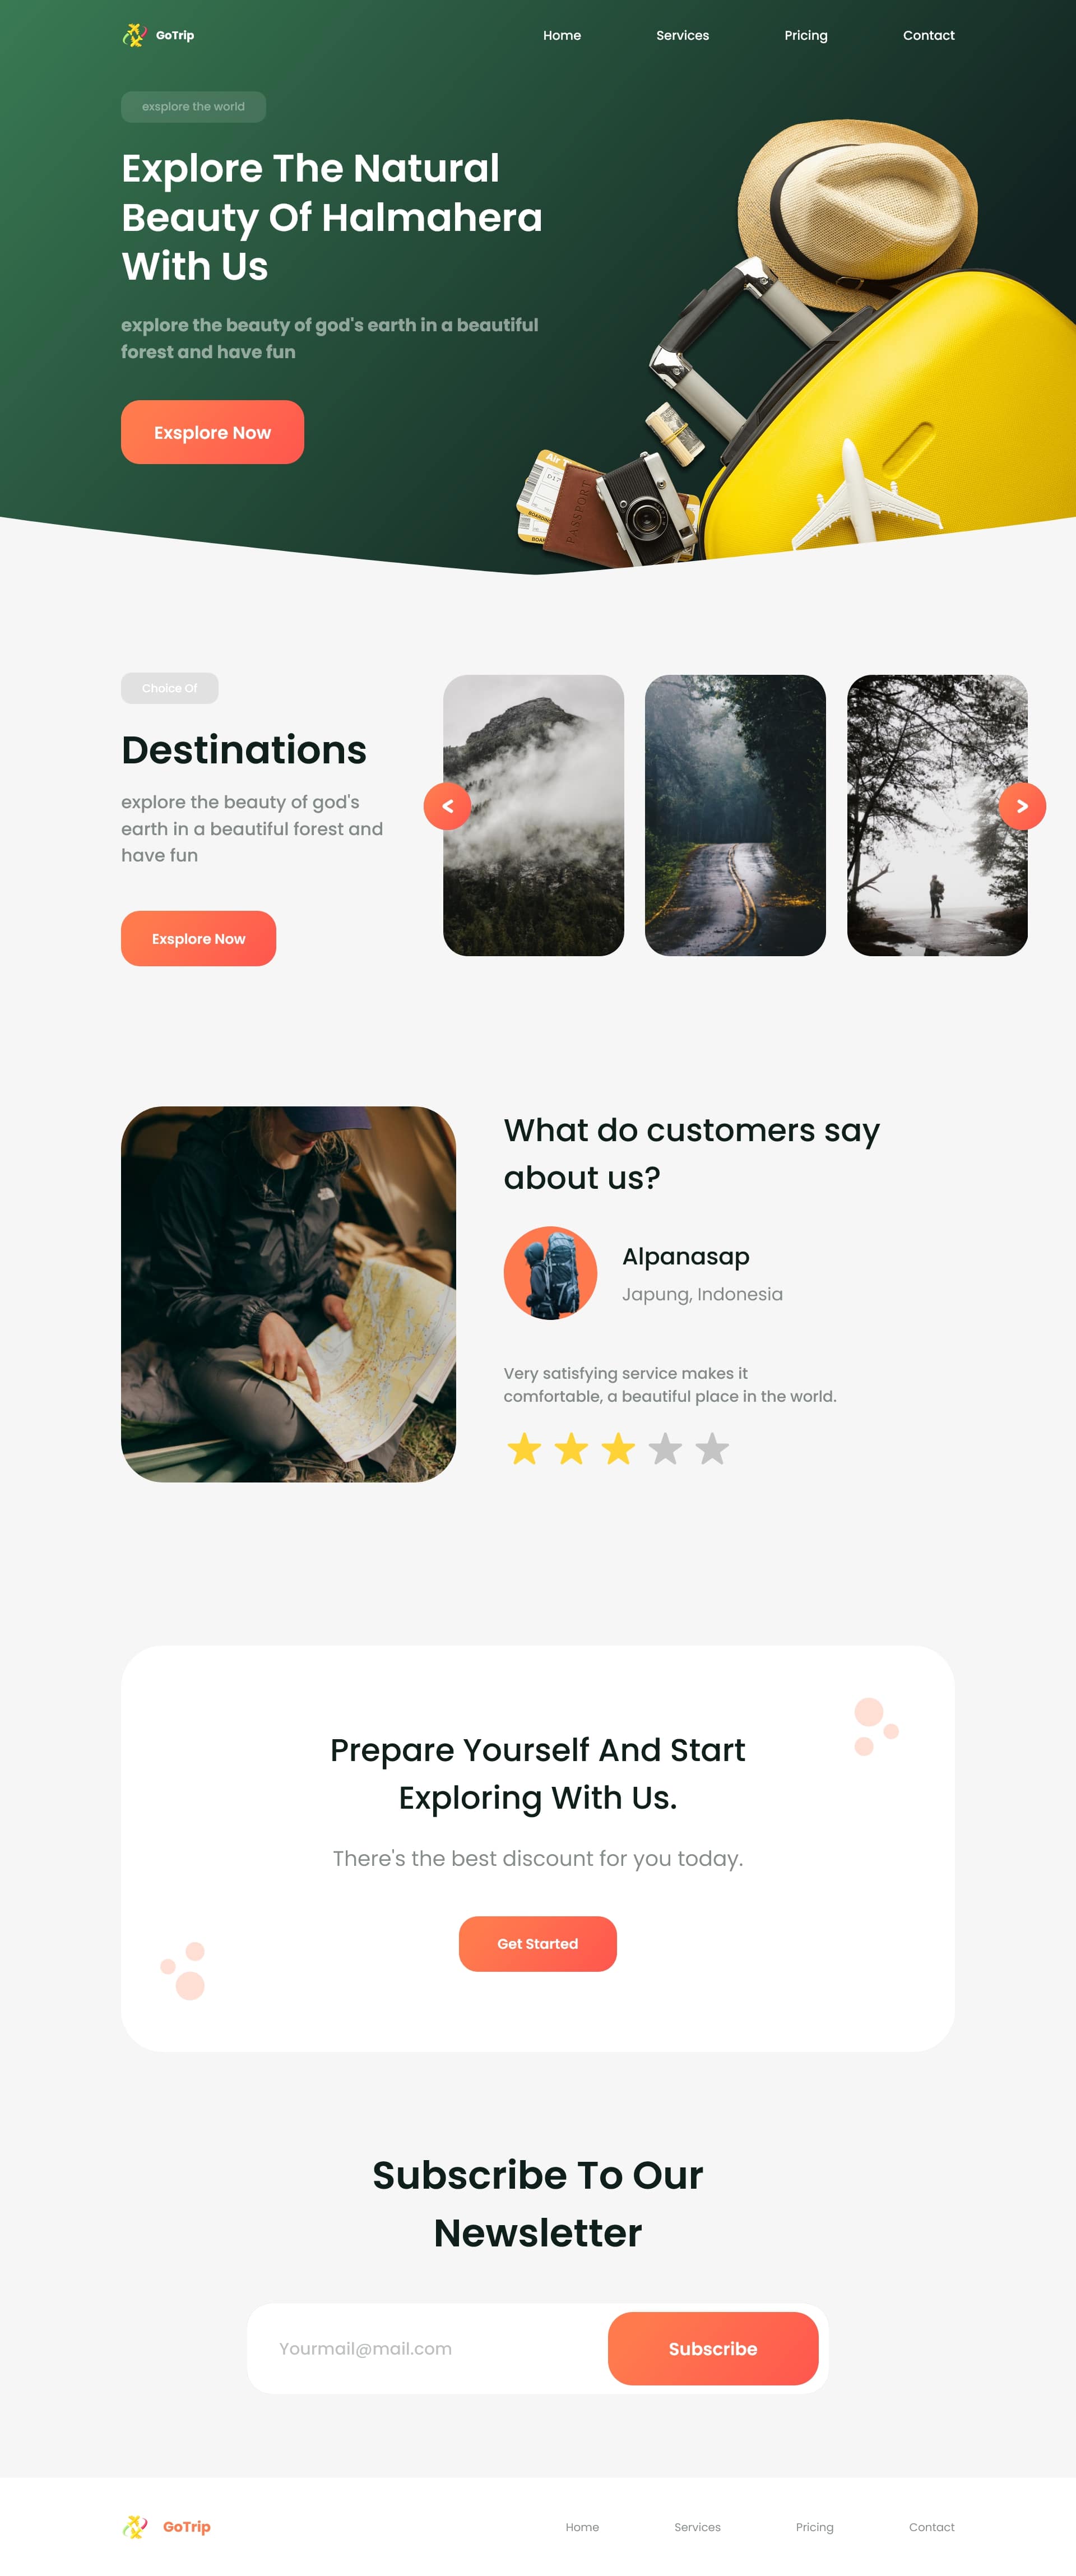 GoTrip
Home
Services
Pricing
Contact
exsplore the world
Explore The Natural
Beauty Of Halmahera
With Us
explore the beauty of god's earth in a beautiful
forest and have fun
Exsplore Now
PASSPORT
Choice Of
Destinations
explore the beauty of god's
earth in a beautiful forest and
have fun
Exsplore Now
<
>
What do customers say
about us?
Alpanasap
Japung, Indonesia
Very satisfying service makes it
comfortable, a beautiful place in the world.
Prepare Yourself And Start
Exploring With Us.
There's the best discount for you today.
Get Started
Subscribe To Our
Newsletter
Yourmail@mail.com
Subscribe
GoTrip
Home
Services
Pricing
Contact